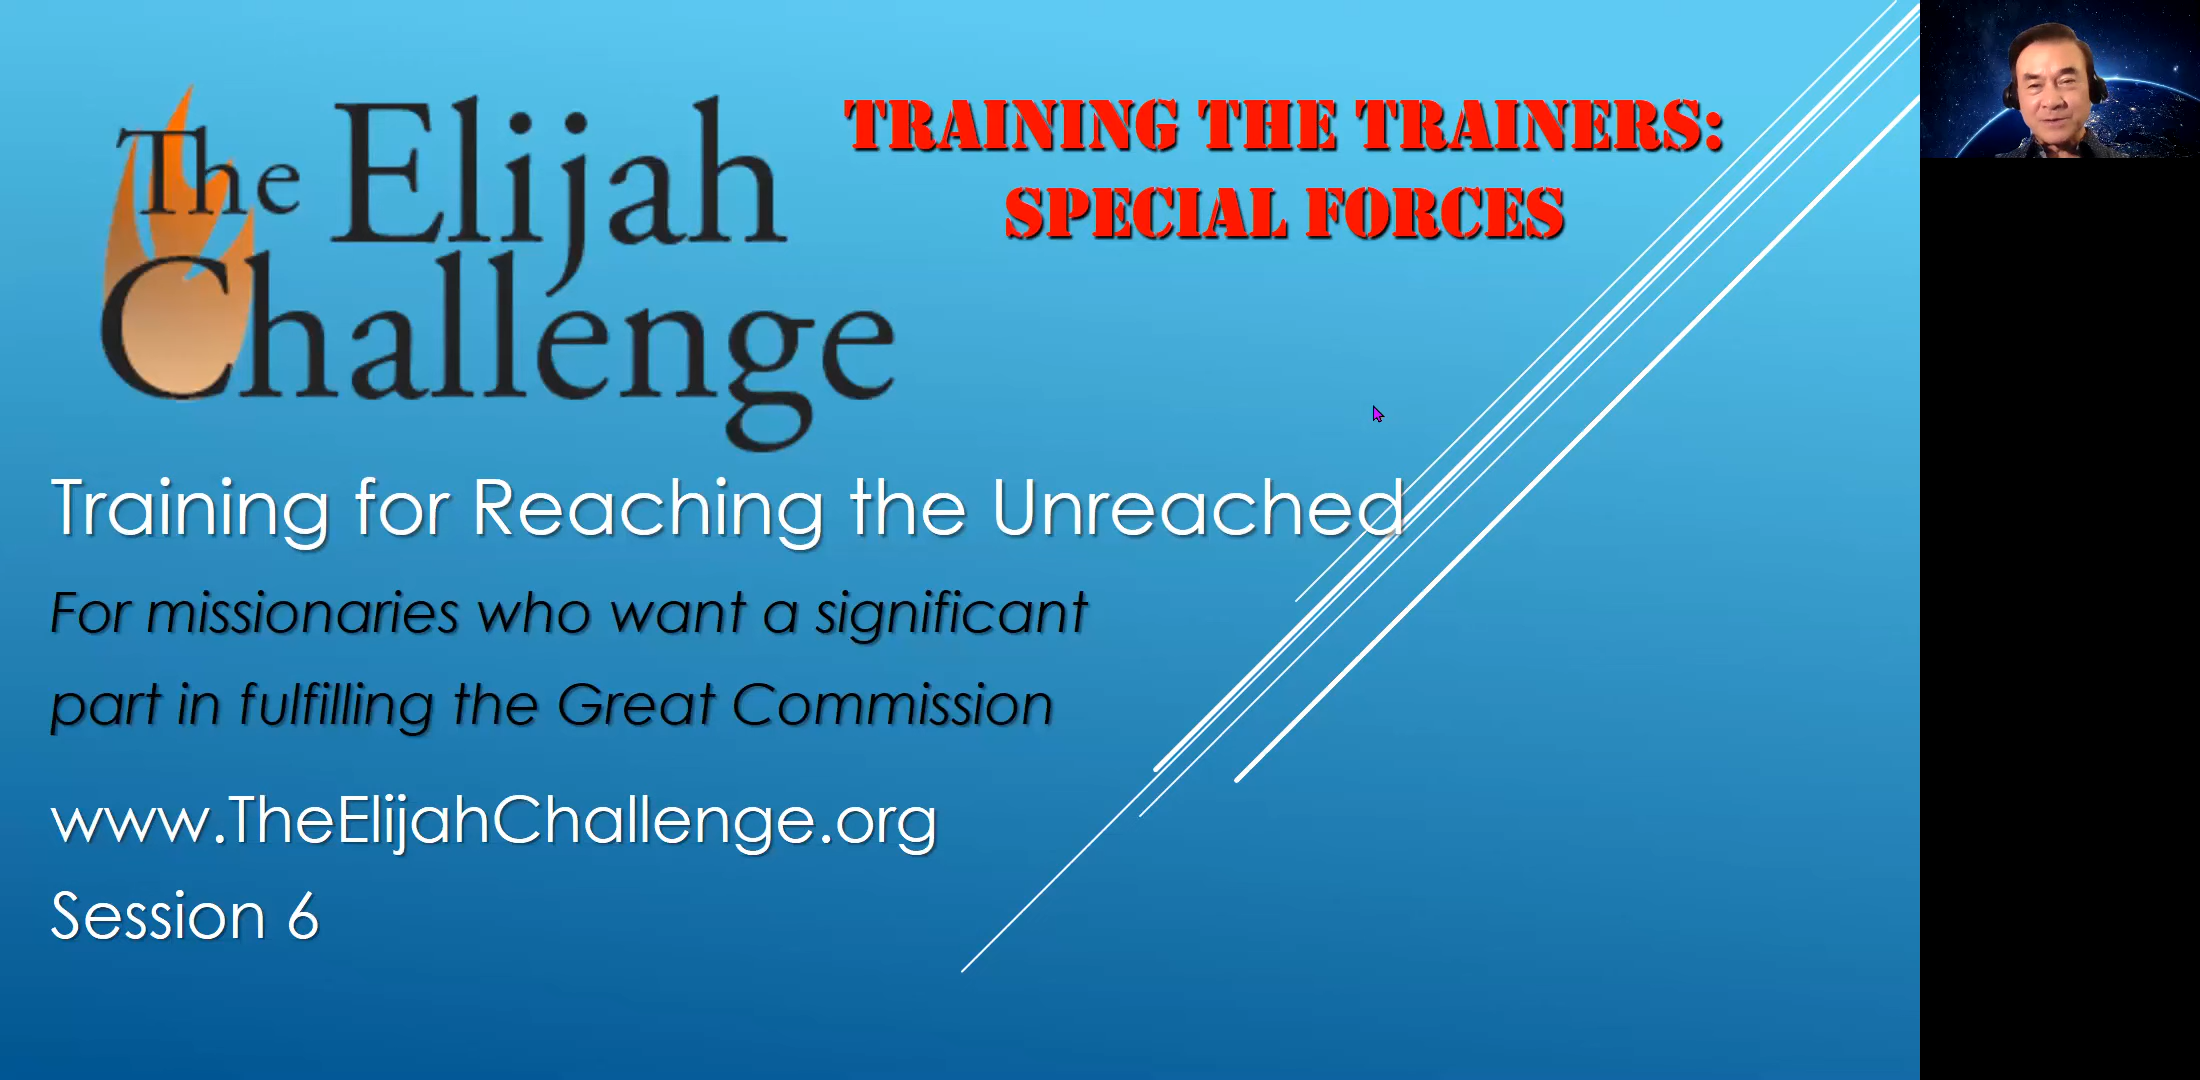 The Elijah
Challenge
TRAINING THE TRAINERS:
SPECIAL FORCES
Training for Reaching the Unreached
For missionaries who want a significant
part in fulfilling the Great Commission
www.TheElijahChallenge.org
Session 6